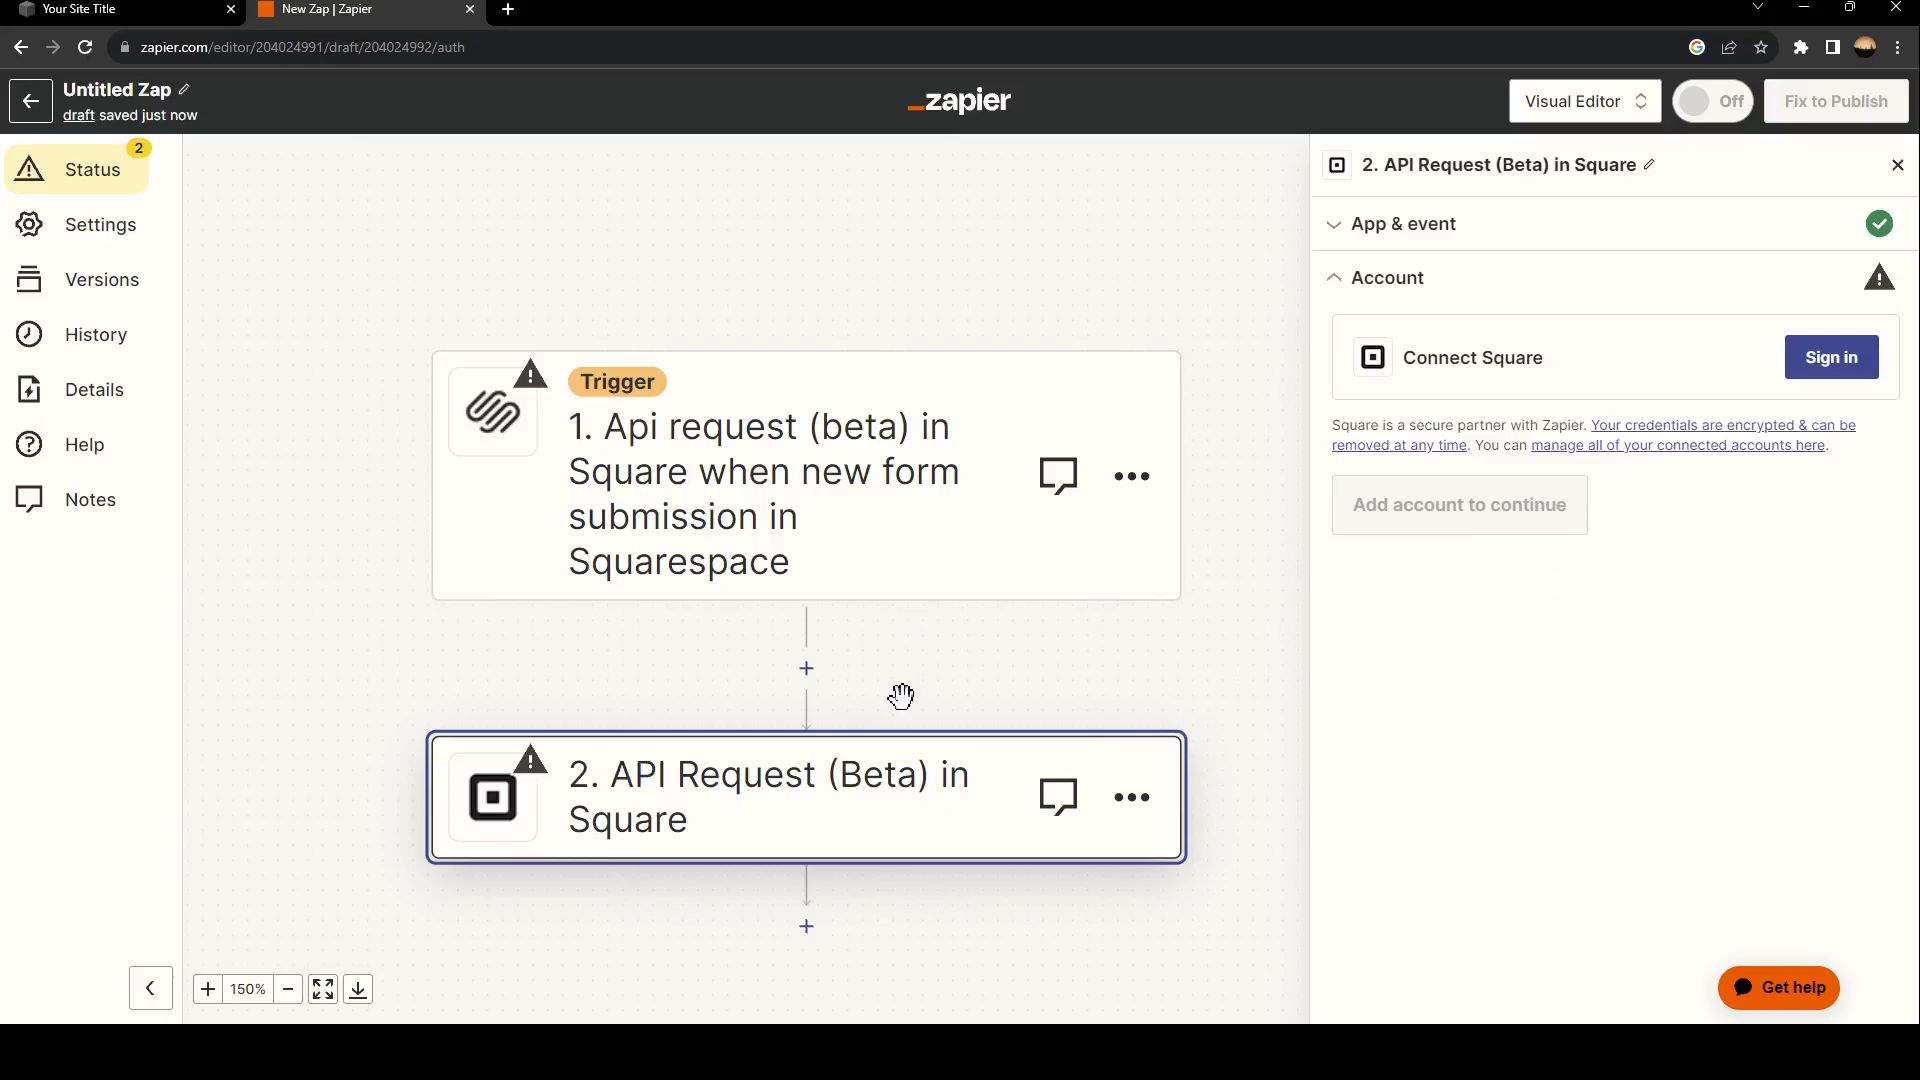 Your Site Title
New Zap | Zapier
zapier.com/editor/204024991/draft/204024992/auth
Untitled Zap
draft saved just now
_zapier
Visual Editor
Off
Fix to Publish
2
Status
Settings
Versions
History
Details
Help
Notes
Trigger
1. Api request (beta) in
Square when new form
submission in
Squarespace
+
2. API Request (Beta) in
Square
+
+ 150% −
2. API Request (Beta) in Square
App & event
Account
Connect Square
Sign in
Square is a secure partner with Zapier. Your credentials are encrypted & can be
removed at any time. You can manage all of your connected accounts here.
Add account to continue
Get help